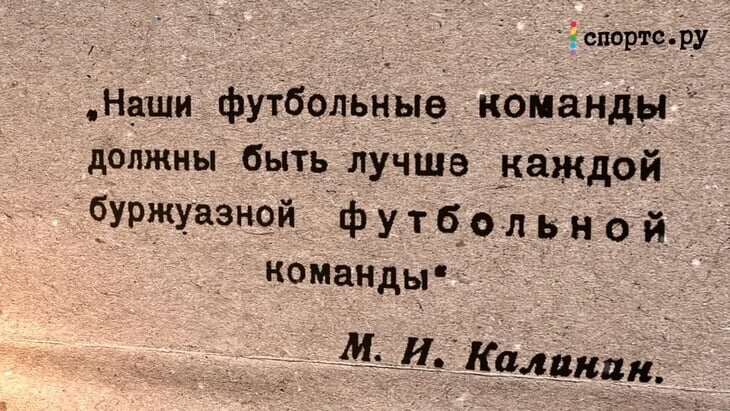 спортс.ру
„Наши футбольные команды
должны быть лучше каждой
буржуазной футбольной
команды“
М. И. Калинин.